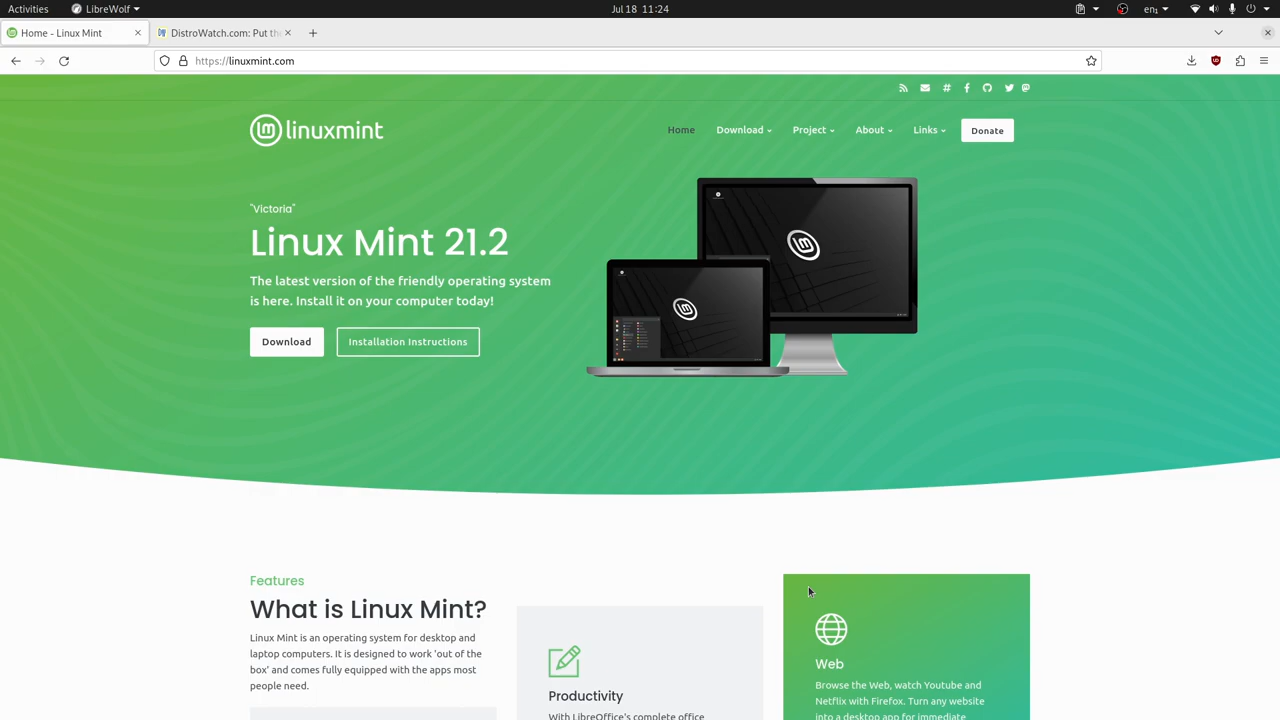 Activities LibreWolf Jul 18 11:24 en₁
Home - Linux Mint DistroWatch.com: Put the
https://linuxmint.com
linuxmint Home Download Project About Links Donate
"Victoria"
Linux Mint 21.2
The latest version of the friendly operating system
is here. Install it on your computer today!
Download Installation Instructions
Features
What is Linux Mint?
Linux Mint is an operating system for desktop and
laptop computers. It is designed to work 'out of the
box' and comes fully equipped with the apps most
people need.
Productivity
With LibreOffice's complete office
Web
Browse the Web, watch Youtube and
Netflix with Firefox. Turn any website
into a desktop app for immediate